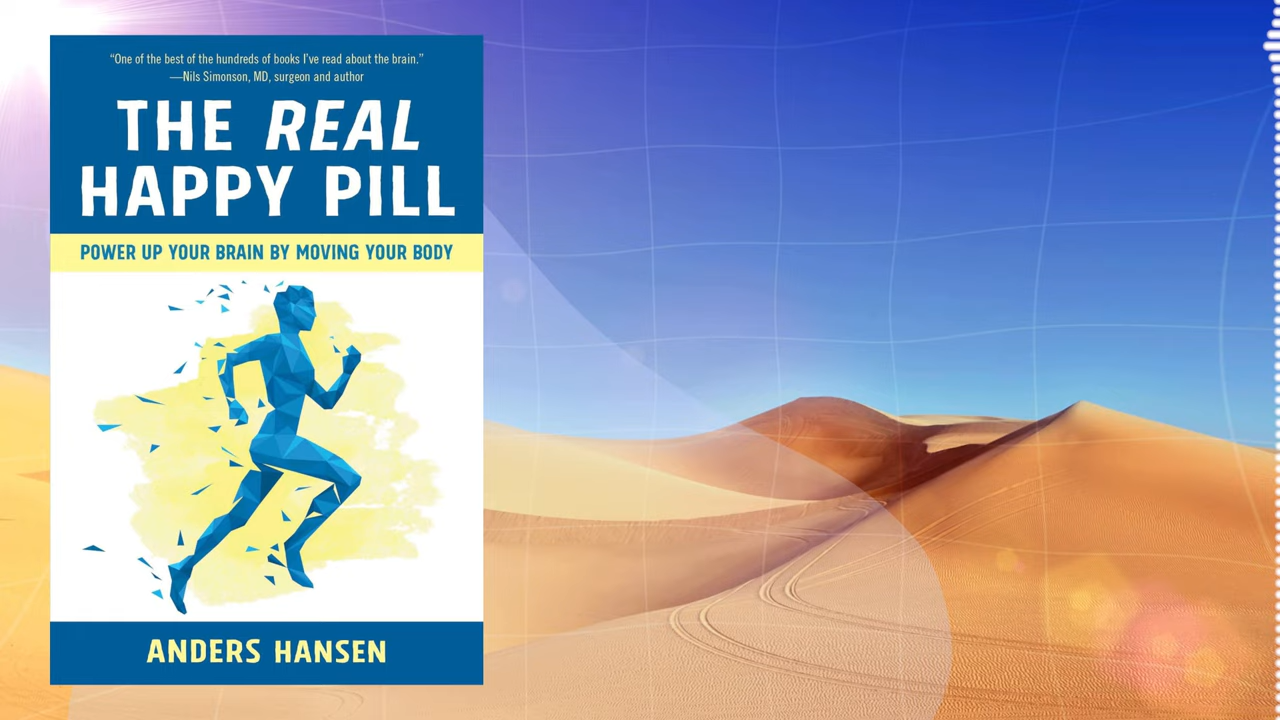 “One of the best of the hundreds of books I’ve read about the brain.”
—Nils Simonson, MD, surgeon and author
THE REAL
HAPPY PILL
POWER UP YOUR BRAIN BY MOVING YOUR BODY
ANDERS HANSEN